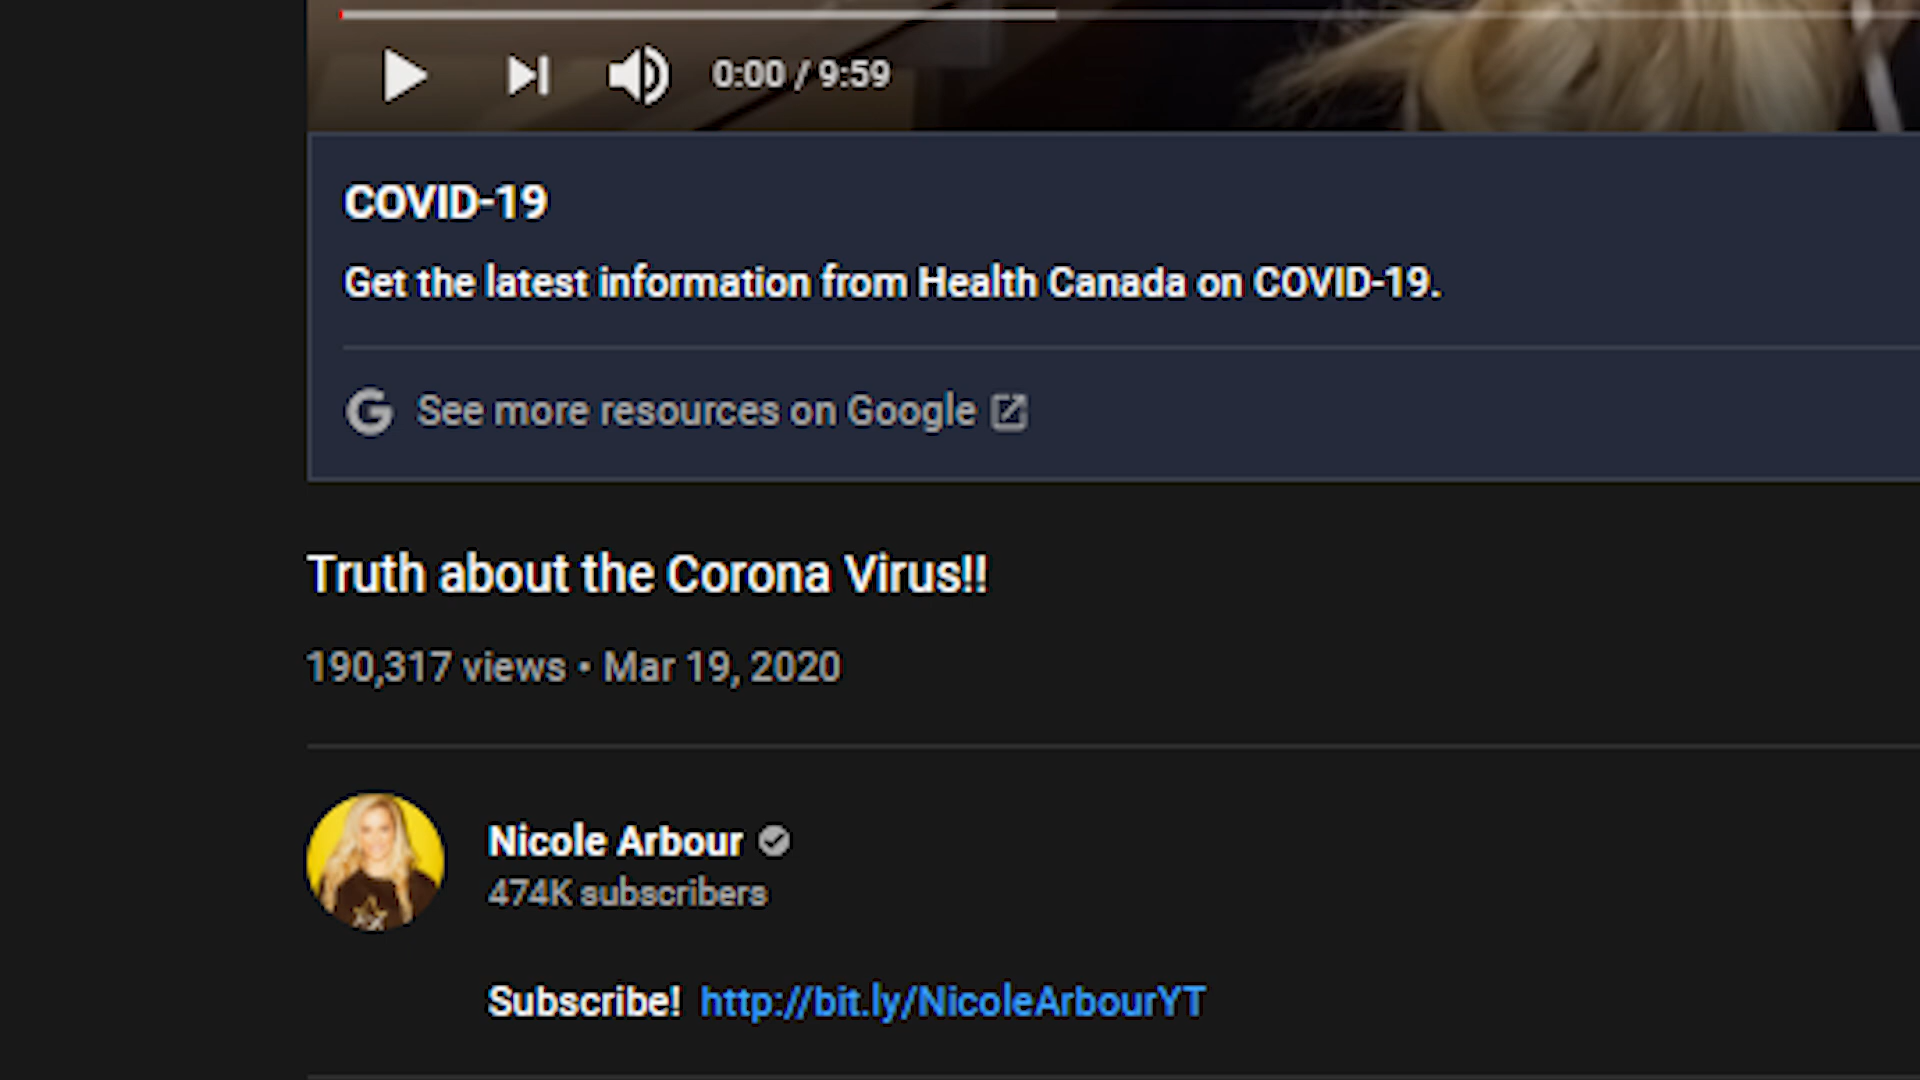 0:00 / 9:59
COVID-19
Get the latest information from Health Canada on COVID-19.
See more resources on Google
Truth about the Corona Virus!!
190,317 views • Mar 19, 2020
Nicole Arbour
474K subscribers
Subscribe! http://bit.ly/NicoleArbourYT